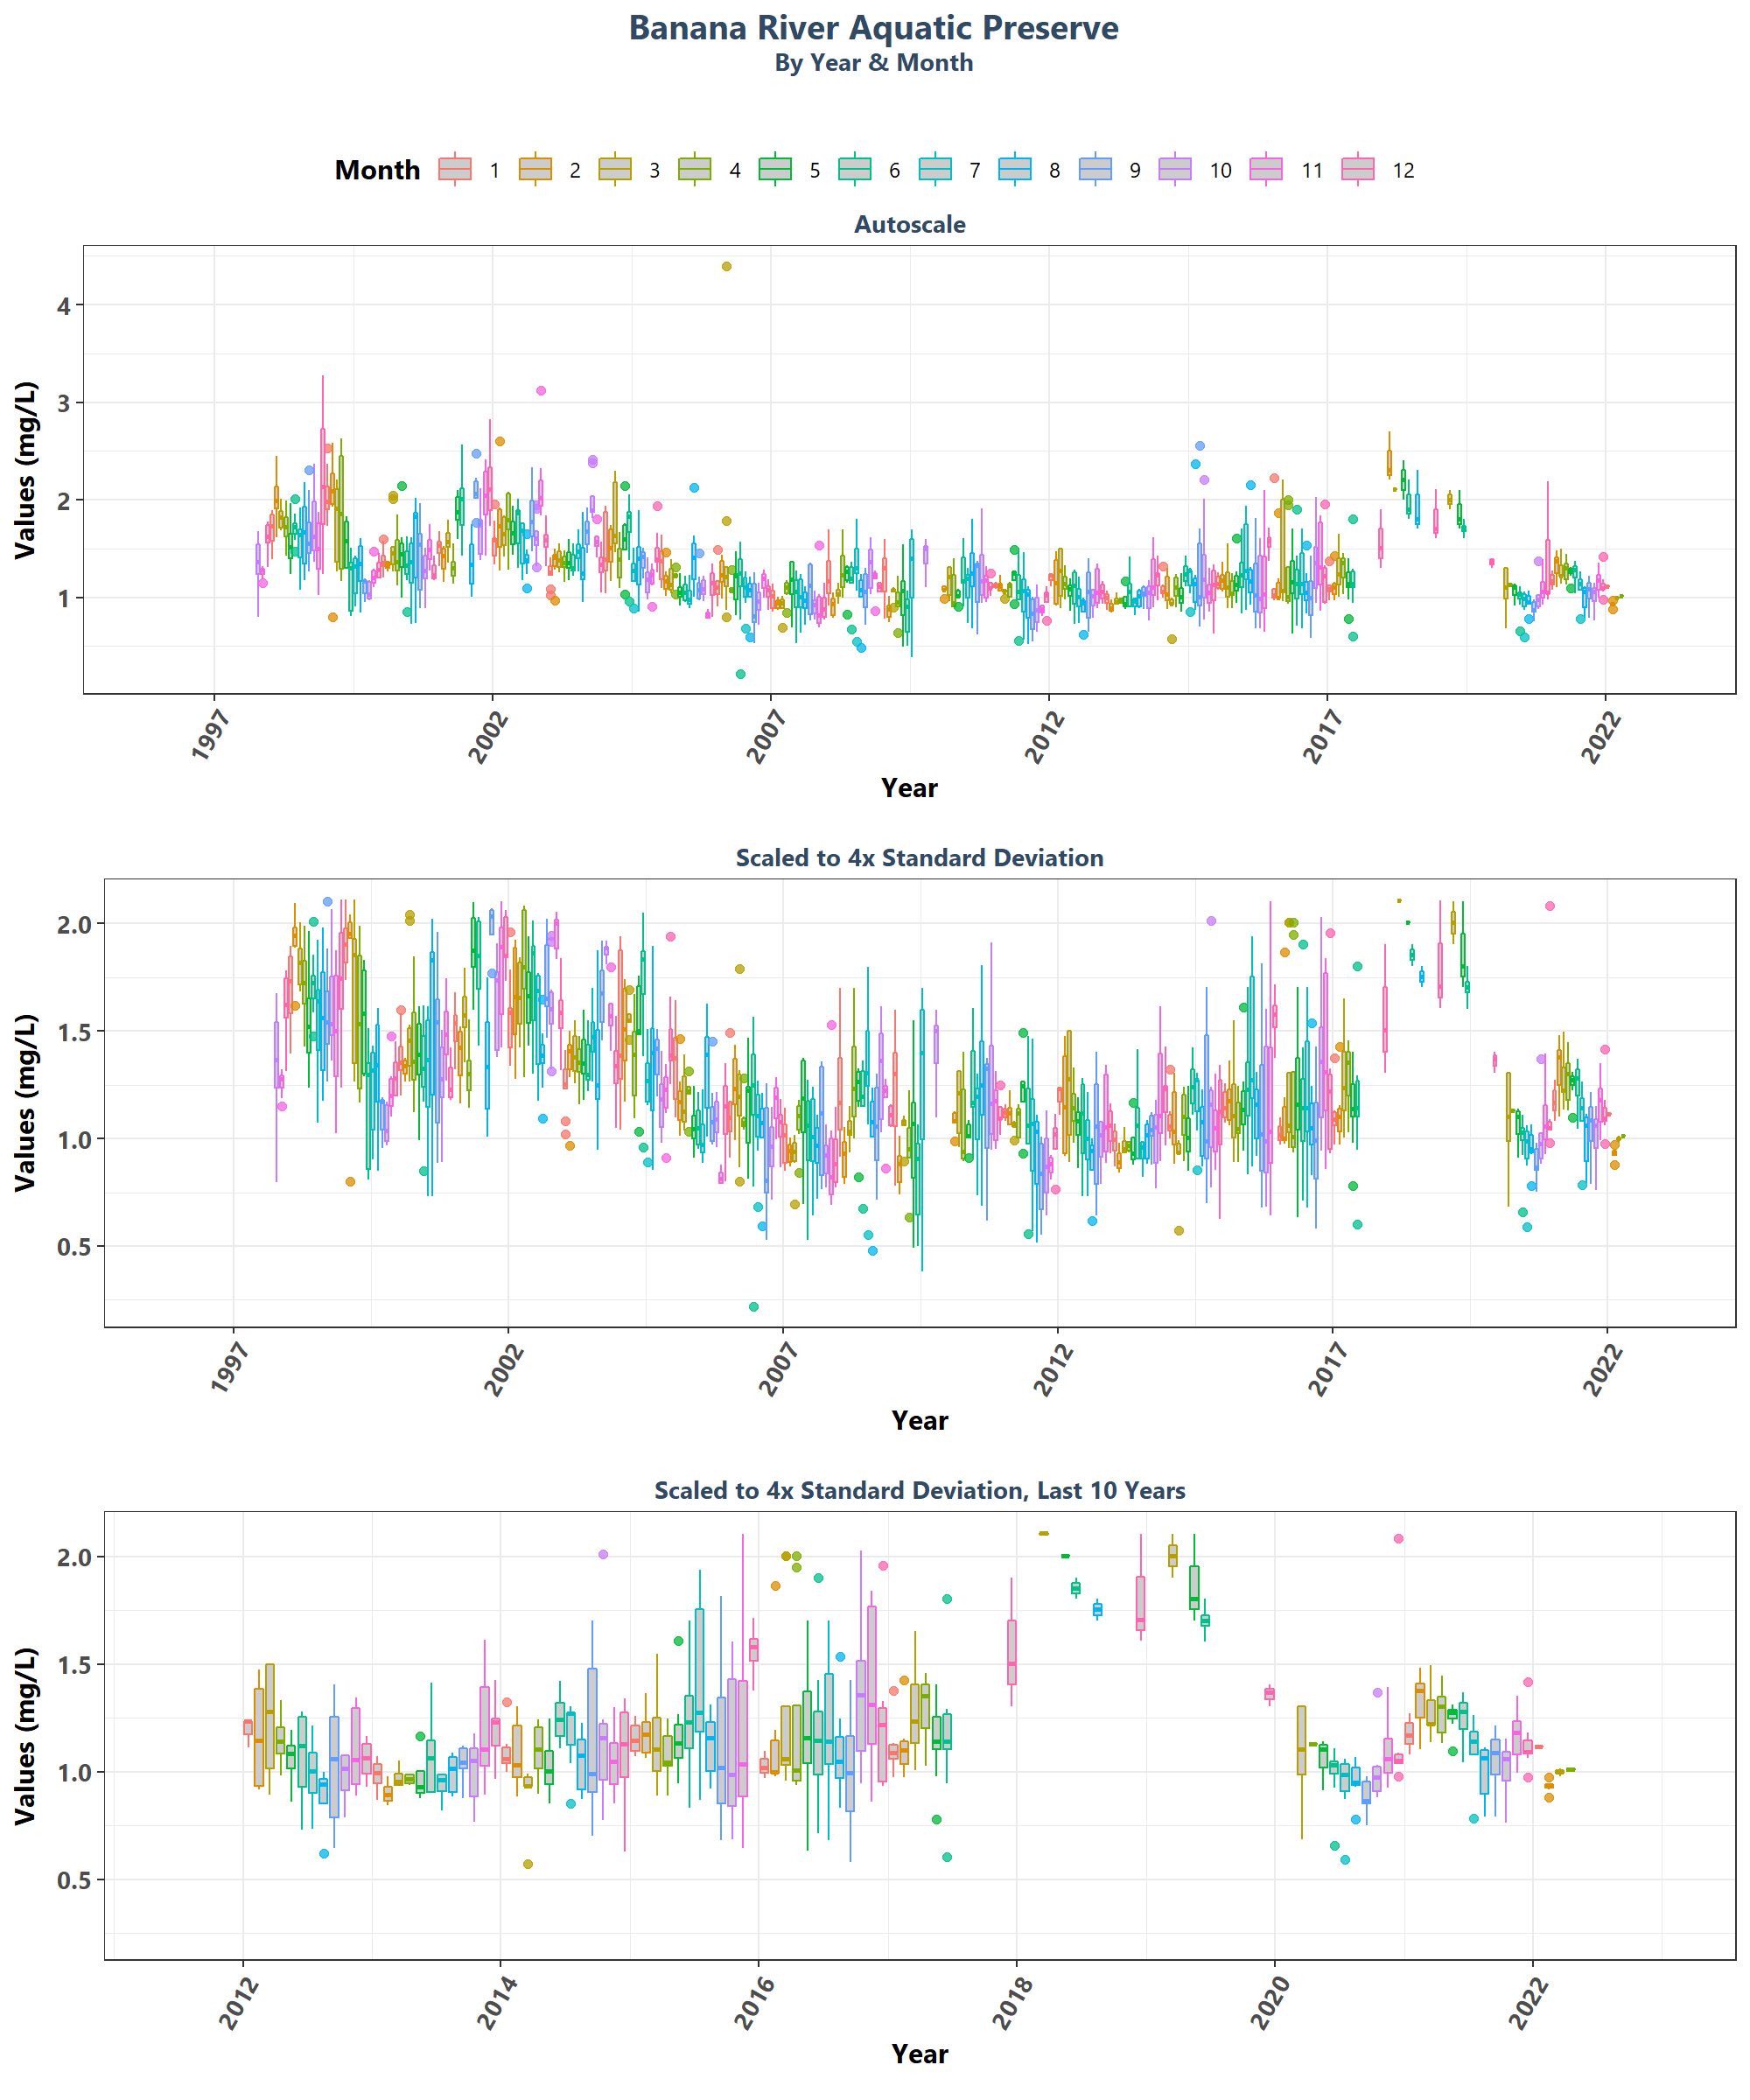 Banana River Aquatic Preserve
By Year & Month
Month 1 2 3 4 5 6 7 8 9 10 11 12
Autoscale
Values (mg/L)
4
3
2
1
1997 2002 2007 2012 2017 2022
Year
Scaled to 4x Standard Deviation
Values (mg/L)
2.0
1.5
1.0
0.5
1997 2002 2007 2012 2017 2022
Year
Scaled to 4x Standard Deviation, Last 10 Years
Values (mg/L)
2.0
1.5
1.0
0.5
2012 2014 2016 2018 2020 2022
Year